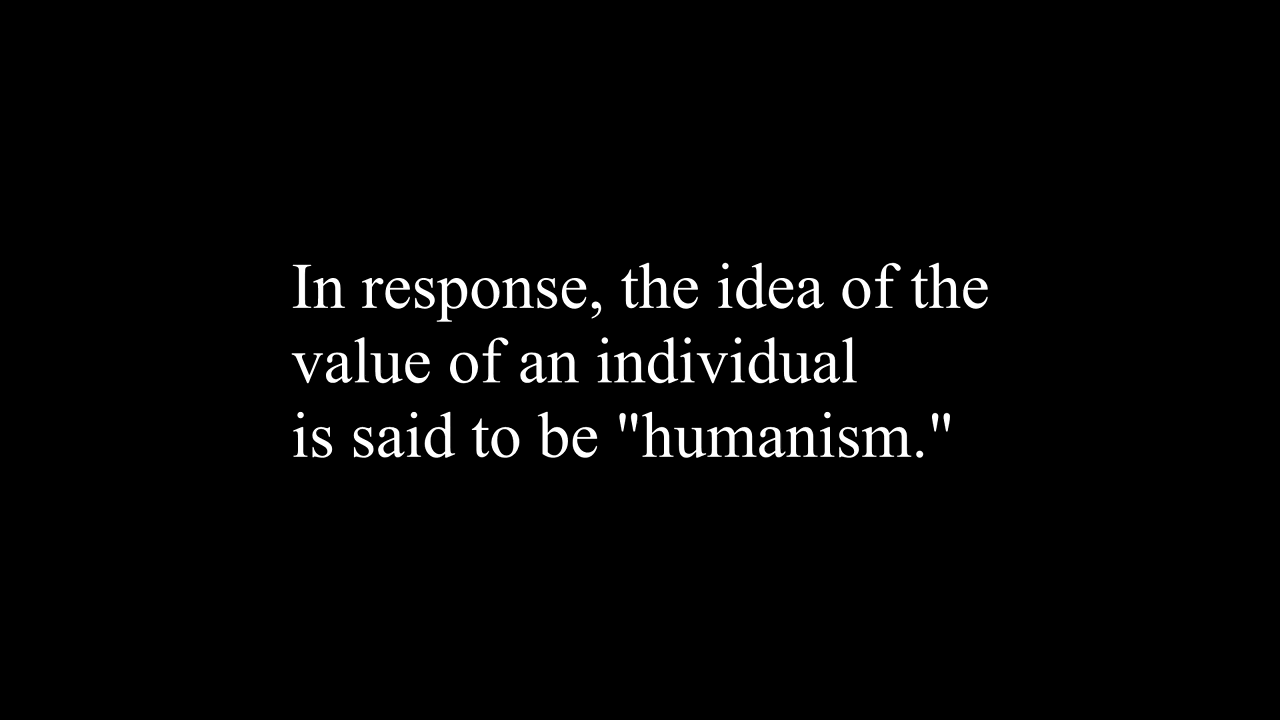 In response, the idea of the
value of an individual
is said to be "humanism."